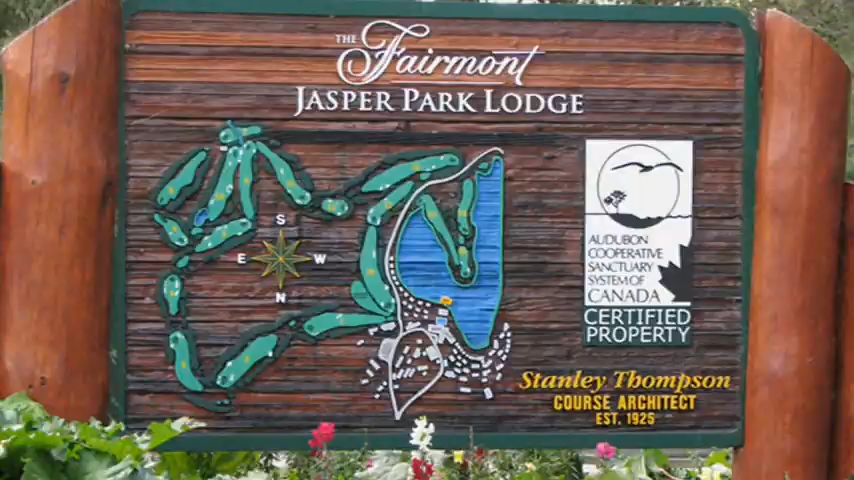 THE Fairmont
JASPER PARK LODGE
S
E W
N
AUDUBON
COOPERATIVE
SANCTUARY
SYSTEM OF
CANADA
CERTIFIED
PROPERTY
Stanley Thompson
COURSE ARCHITECT
EST. 1925